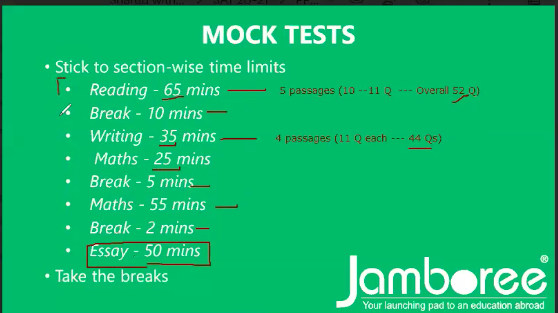 MOCK TESTS
• Stick to section-wise time limits
• Reading - 65 mins 5 passages (10 --11 Q --- Overall 52 Q)
• Break - 10 mins
• Writing - 35 mins 4 passages (11 Q each --- 44 Qs)
• Maths - 25 mins
• Break - 5 mins
• Maths - 55 mins
• Break - 2 mins
• Essay - 50 mins
• Take the breaks
Jamboree®
Your launching pad to an education abroad